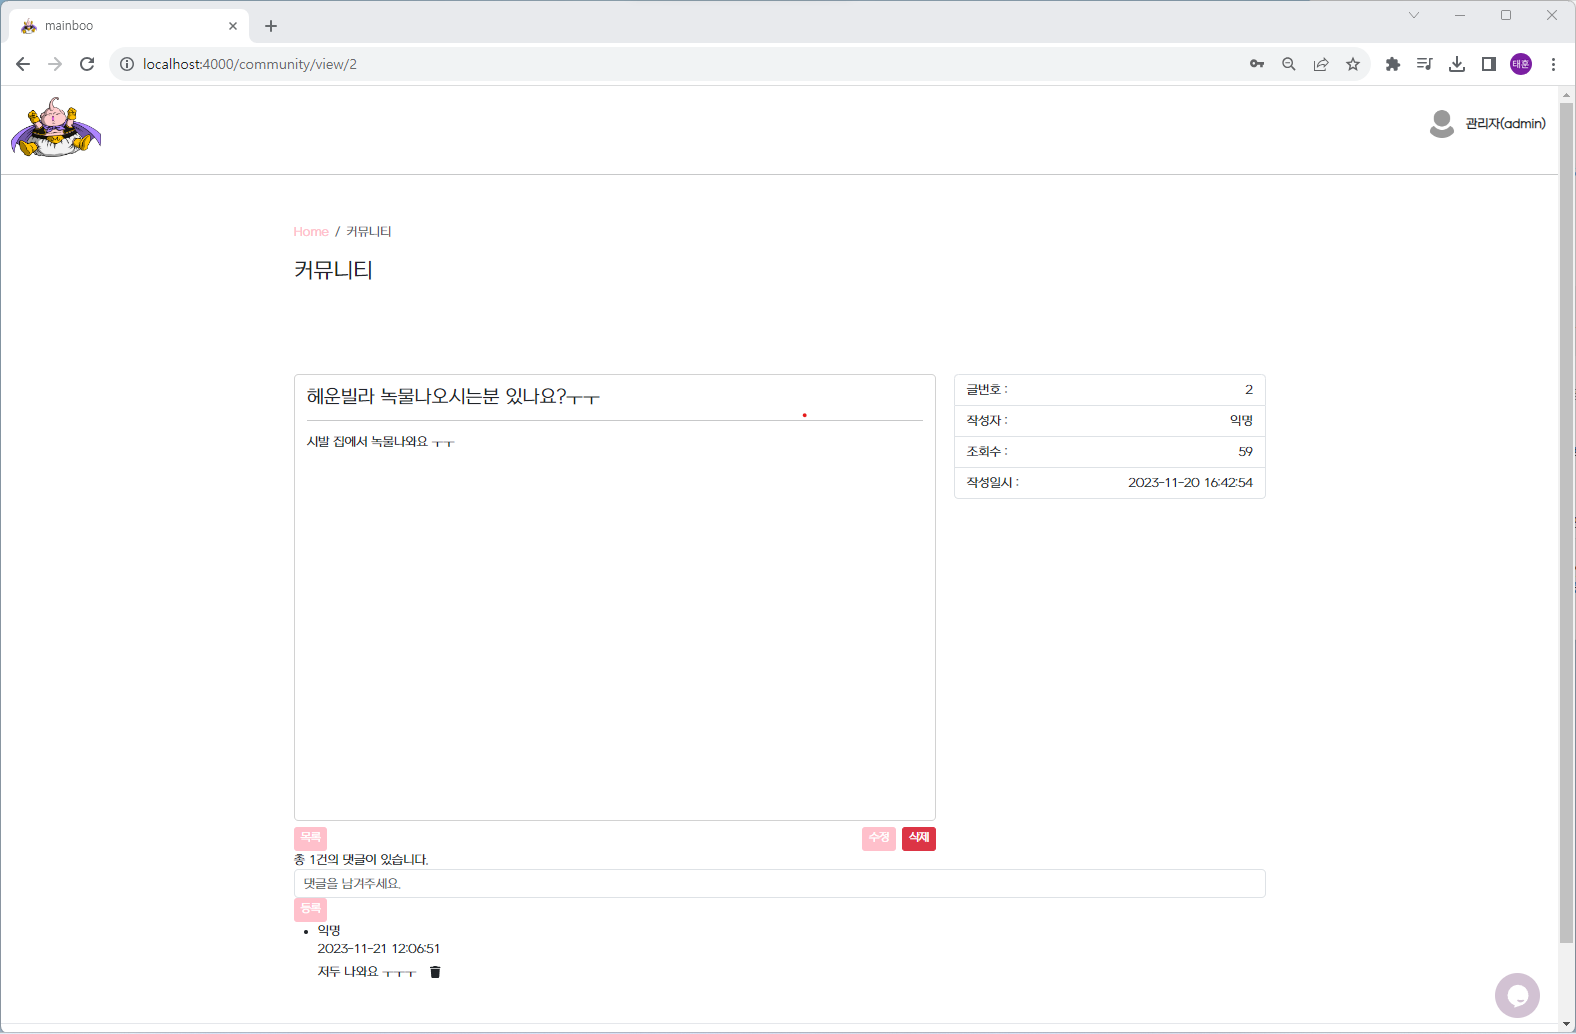 mainboo
localhost:4000/community/view/2
태훈
관리자(admin)
Home / 커뮤니티
커뮤니티
헤운빌라 녹물나오시는분 있나요?ㅜㅜ
시발 집에서 녹물나와요 ㅜㅜ
글번호 : 2
작성자 : 익명
조회수 : 59
작성일시 : 2023-11-20 16:42:54
목록 수정 삭제
총 1건의 댓글이 있습니다.
댓글을 남겨주세요.
등록
익명
2023-11-21 12:06:51
저두 나와요 ㅜㅜㅜ